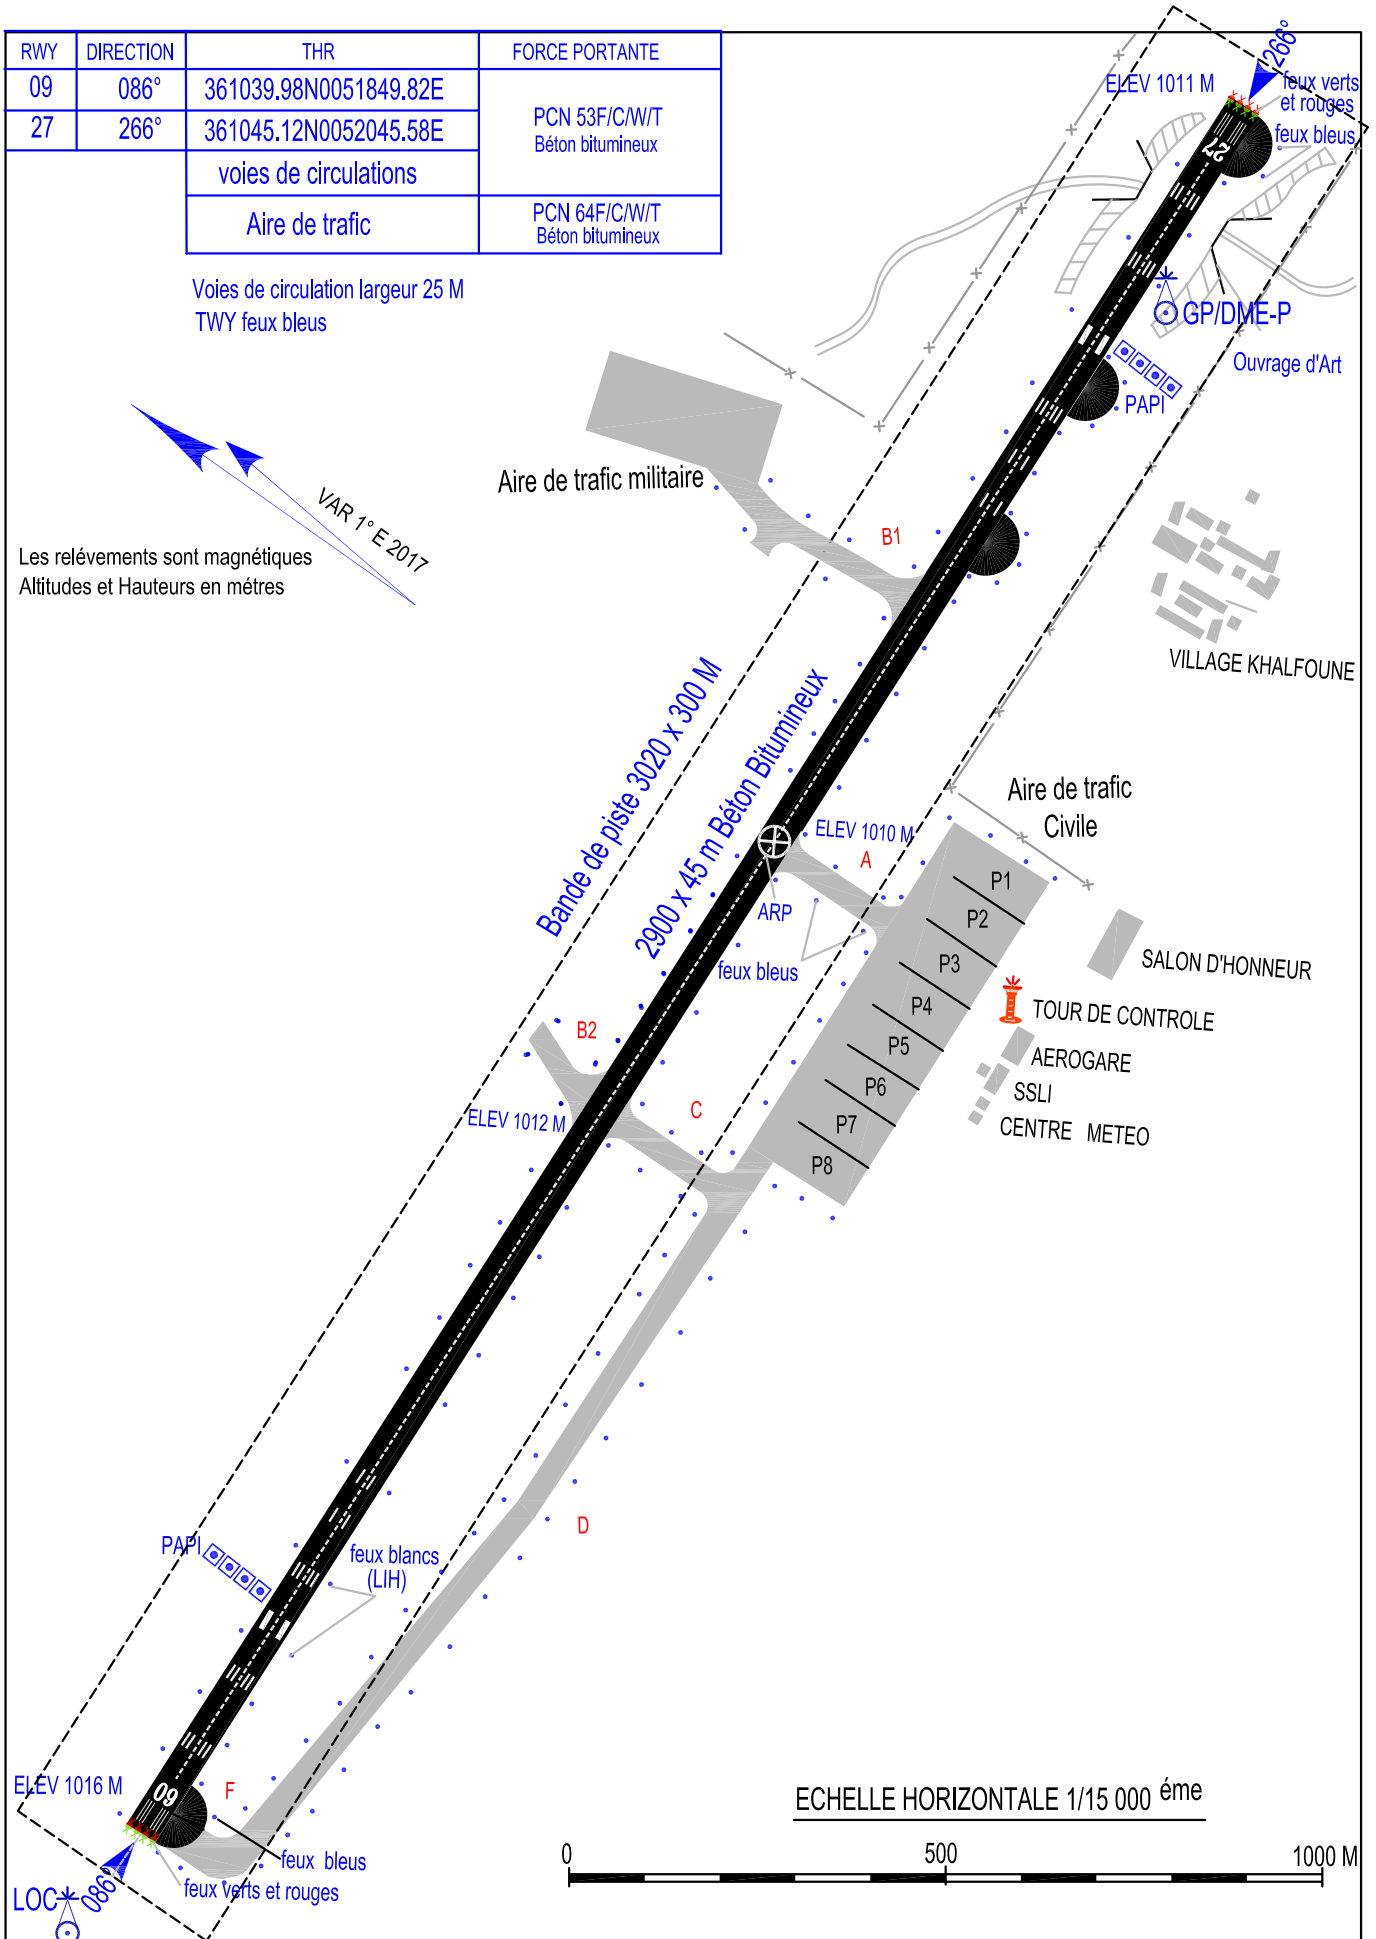 RWY DIRECTION THR FORCE PORTANTE
09 086° 361039.98N0051849.82E
27 266° 361045.12N0052045.58E
PCN 53F/C/W/T
Béton bitumineux
voies de circulations
Aire de trafic
PCN 64F/C/W/T
Béton bitumineux
Voies de circulation largeur 25 M
TWY feux bleus
266°
ELEV 1011 M
feux verts
et rouges
feux bleus
27
GP/DME-P
Ouvrage d'Art
PAPI
Aire de trafic militaire
B1
VAR 1° E 2017
Les relévements sont magnétiques
Altitudes et Hauteurs en métres
VILLAGE KHALFOUNE
Bande de piste 3020 x 300 M
2900 x 45 m Béton Bitumineux
Aire de trafic
Civile
ELEV 1010 M
A
ARP
feux bleus
P1
P2
P3
P4
P5
P6
P7
P8
SALON D'HONNEUR
TOUR DE CONTROLE
AEROGARE
SSLI
CENTRE METEO
B2
C
ELEV 1012 M
D
PAPI
feux blancs
(LIH)
ELEV 1016 M
09
F
feux bleus
feux verts et rouges
086°
LOC
ECHELLE HORIZONTALE 1/15 000 éme
0 500 1000 M